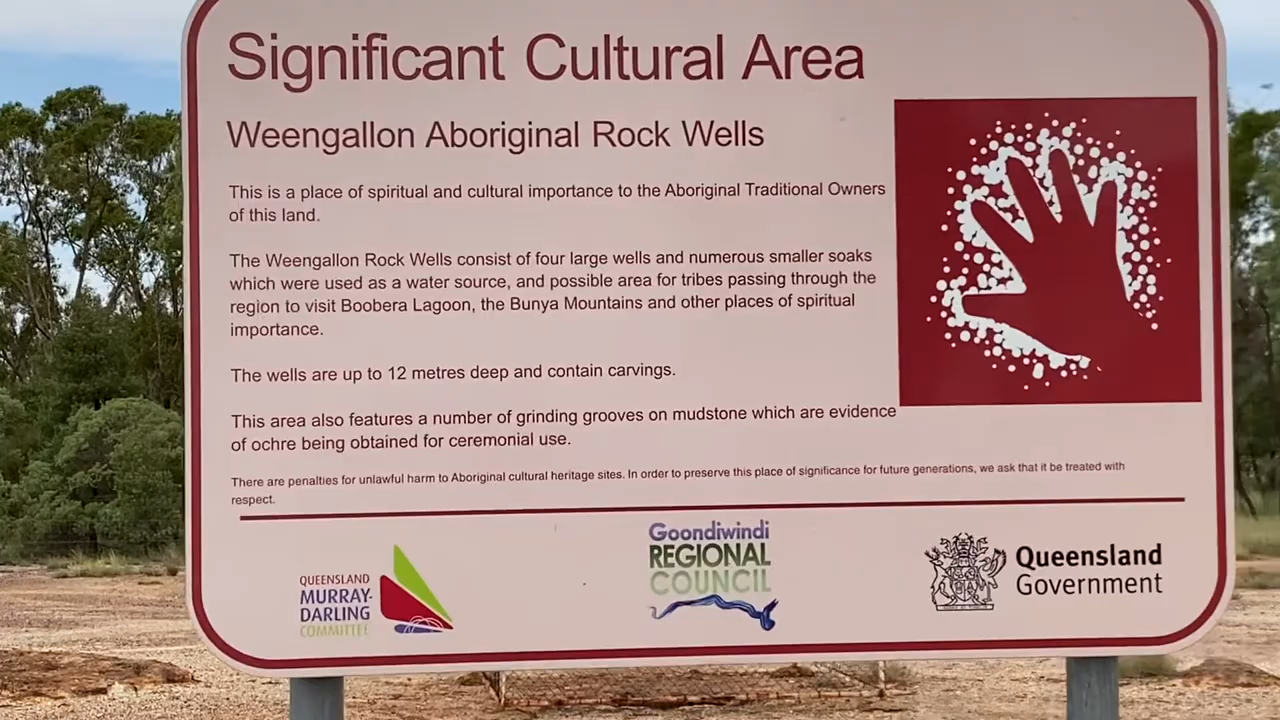 Significant Cultural Area
Weengallon Aboriginal Rock Wells
This is a place of spiritual and cultural importance to the Aboriginal Traditional Owners
of this land.
The Weengallon Rock Wells consist of four large wells and numerous smaller soaks
which were used as a water source, and possible area for tribes passing through the
region to visit Boobera Lagoon, the Bunya Mountains and other places of spiritual
importance.
The wells are up to 12 metres deep and contain carvings.
This area also features a number of grinding grooves on mudstone which are evidence
of ochre being obtained for ceremonial use.
There are penalties for unlawful harm to Aboriginal cultural heritage sites. In order to preserve this place of significance for future generations, we ask that it be treated with
respect.
QUEENSLAND
MURRAY-
DARLING
COMMITTEE
Goondiwindi
REGIONAL
COUNCIL
Queensland
Government